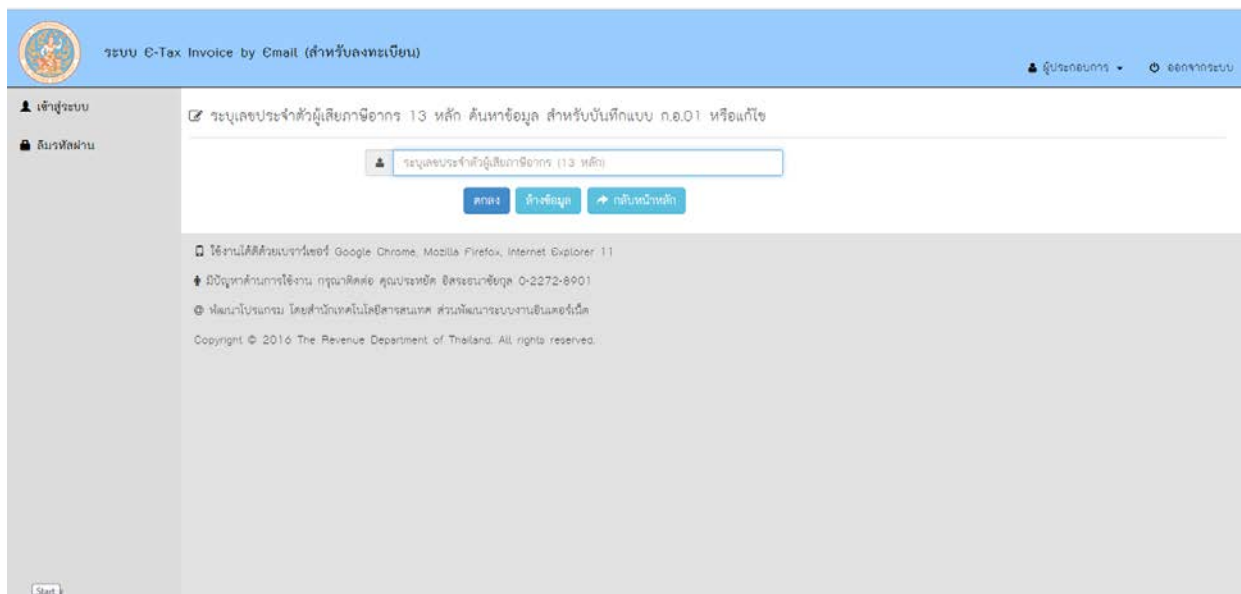 ระบบ E-Tax Invoice by Email (สำหรับลงทะเบียน)
ผู้ประกอบการ ออกจากระบบ
เข้าสู่ระบบ
ลืมรหัสผ่าน
ระบุเลขประจำตัวผู้เสียภาษีอากร 13 หลัก ค้นหาข้อมูล สำหรับบันทึกแบบ ก.อ.01 หรือแก้ไข
ระบุเลขประจำตัวผู้เสียภาษีอากร (13 หลัก)
ตกลง ล้างข้อมูล กลับหน้าหลัก
ใช้งานได้ดีด้วยเบราว์เซอร์ Google Chrome, Mozilla Firefox, Internet Explorer 11
มีปัญหาด้านการใช้งาน กรุณาติดต่อ คุณประหยัด อิสระธนาชัยกุล 0-2272-8901
@ พัฒนาโปรแกรม โดยสำนักเทคโนโลยีสารสนเทศ ส่วนพัฒนาระบบงานอินเตอร์เน็ต
Copyright © 2016 The Revenue Department of Thailand. All rights reserved.
Start